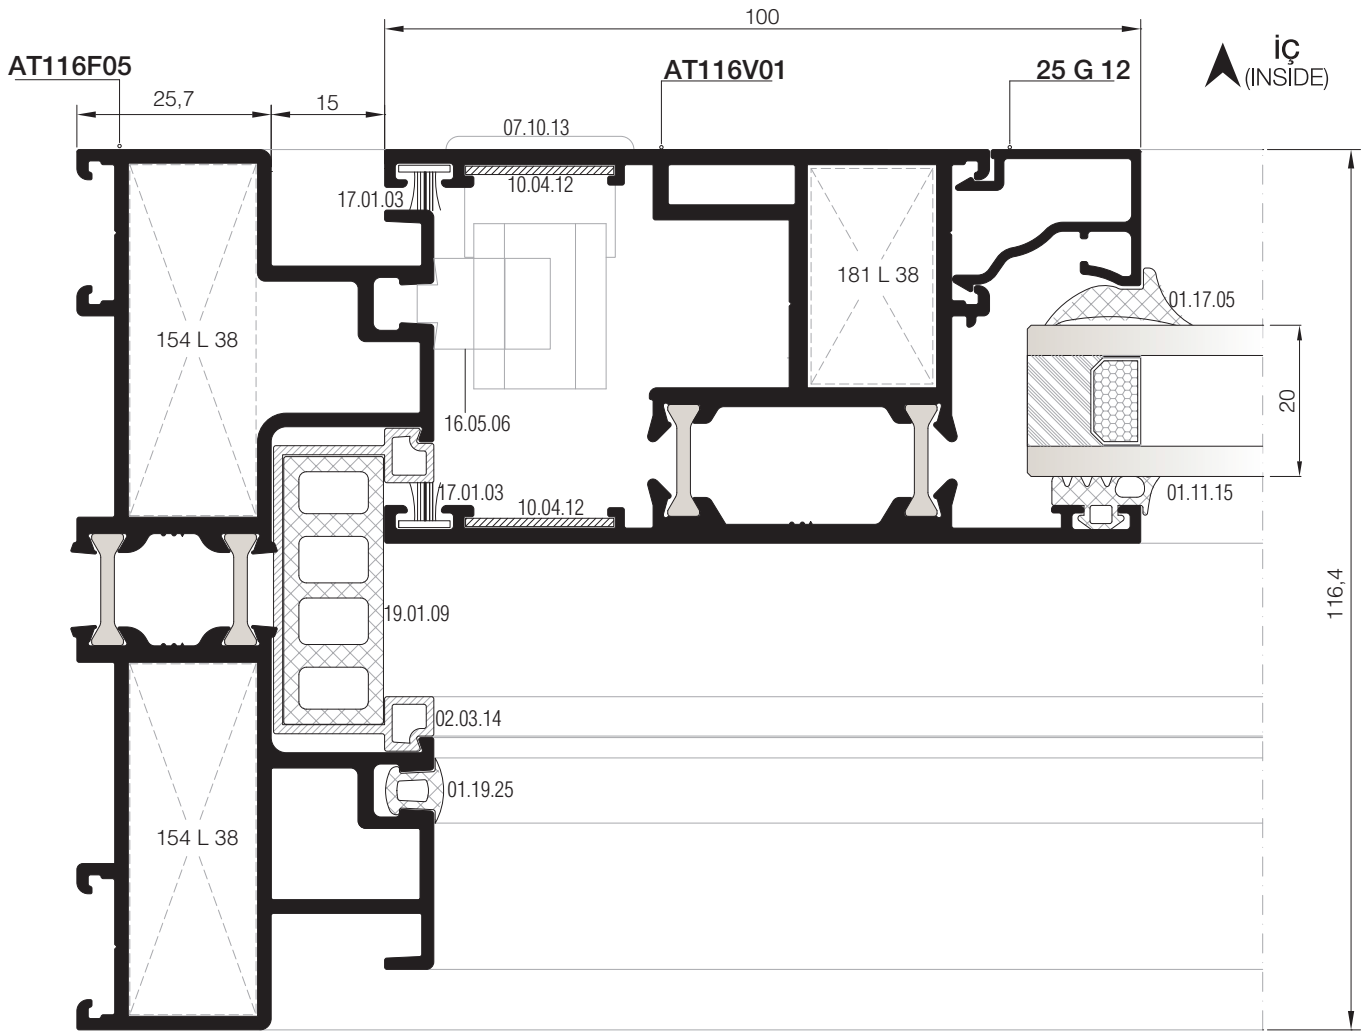 100
AT116F05
AT116V01
25 G 12
İÇ
(INSIDE)
25,7
15
07.10.13
17.01.03
10.04.12
181 L 38
01.17.05
154 L 38
20
16.05.06
17.01.03
10.04.12
01.11.15
116,4
19.01.09
02.03.14
01.19.25
154 L 38